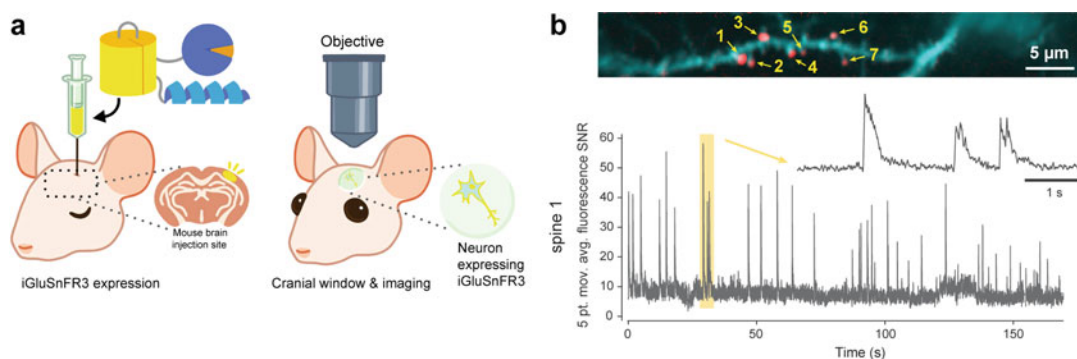 a
Objective
Mouse brain
injection site
iGluSnFR3 expression
Cranial window & imaging
Neuron
expressing
iGluSnFR3
b
1
2
3
4
5
6
7
5 µm
spine 1
5 pt. mov. avg. fluorescence SNR
60
50
40
30
20
10
0
1 s
0
50
100
150
Time (s)